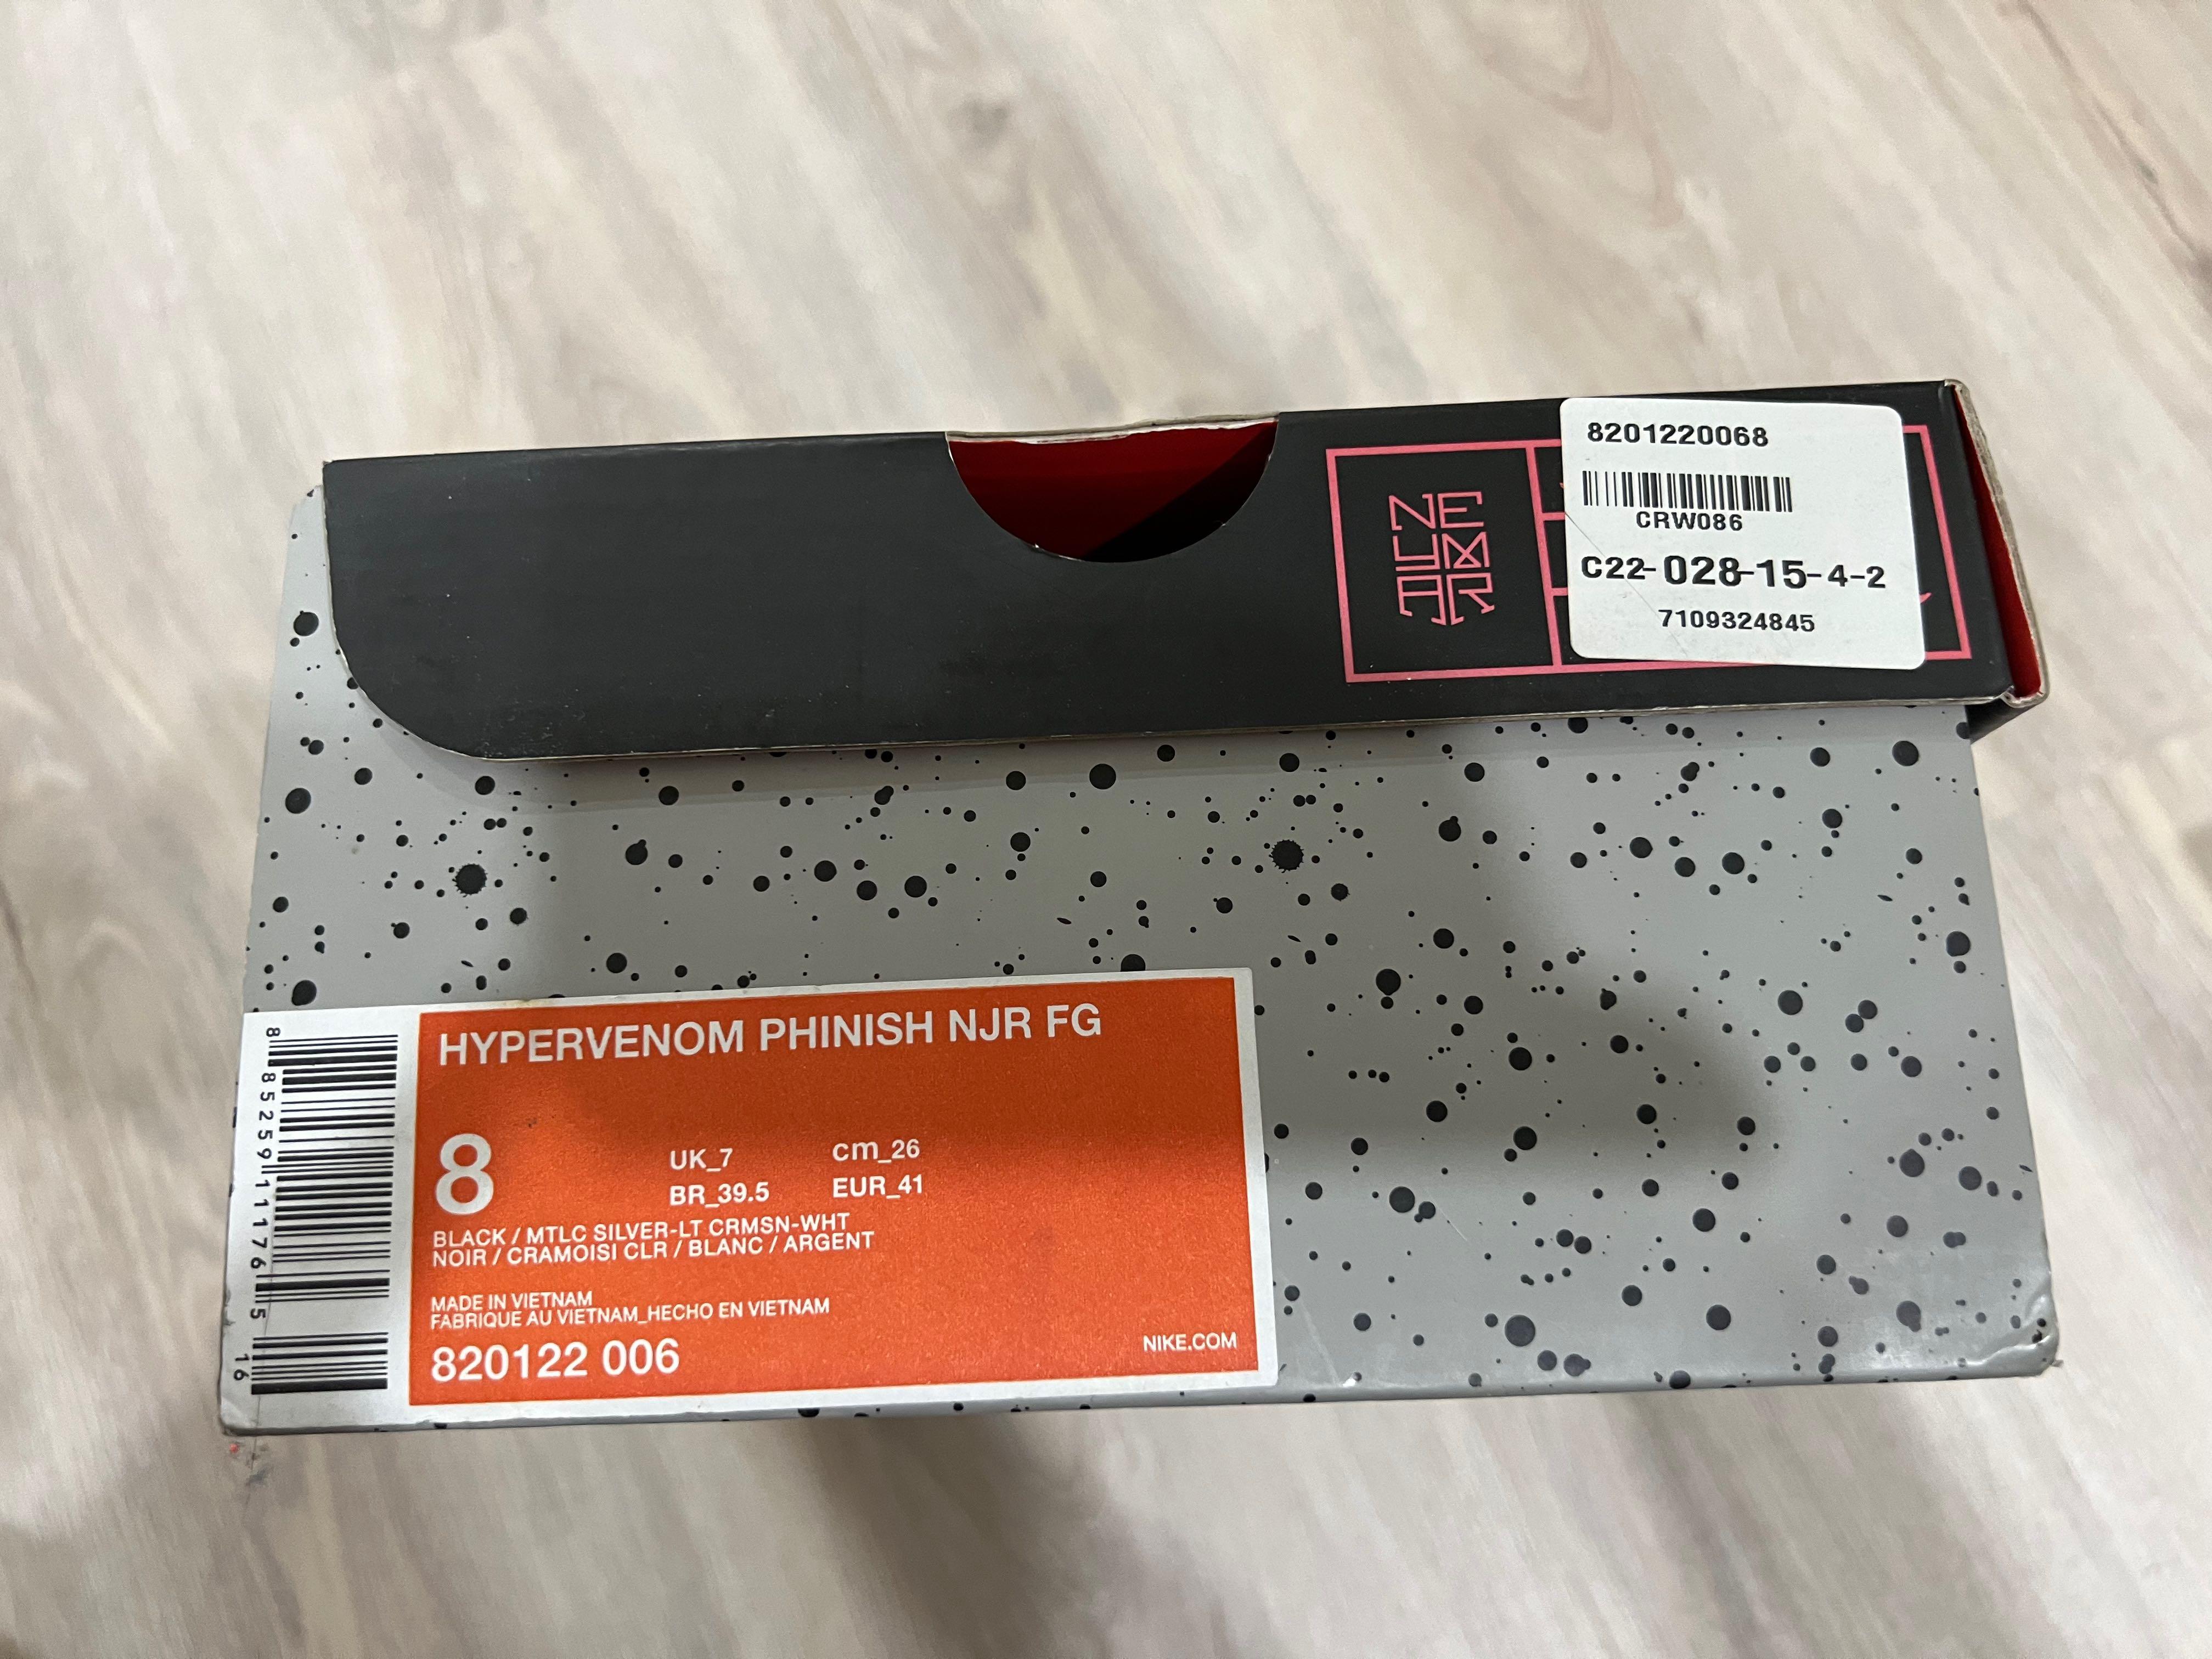 8201220068
CRW086
C22-028-15-4-2
7109324845
NE
YM
AR
HYPERVENOM PHINISH NJR FG
8
UK_7 cm_26
BR_39.5 EUR_41
BLACK / MTLC SILVER-LT CRMSN-WHT
NOIR / CRAMOISI CLR / BLANC / ARGENT
MADE IN VIETNAM
FABRIQUE AU VIETNAM_HECHO EN VIETNAM
820122 006
NIKE.COM
8 85259 11176 5 16